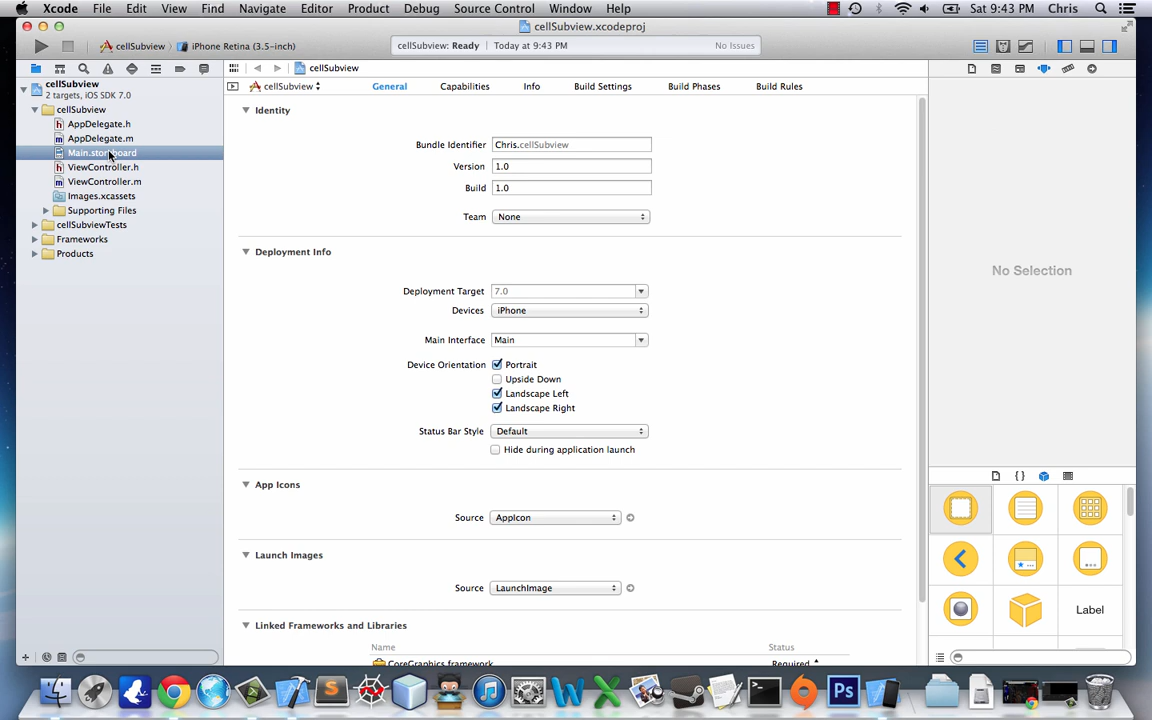 Xcode File Edit View Find Navigate Editor Product Debug Source Control Window Help Sat 9:43 PM Chris
cellSubview.xcodeproj
cellSubview iPhone Retina (3.5-inch) cellSubview: Ready Today at 9:43 PM No Issues
cellSubview
cellSubview
2 targets, iOS SDK 7.0
cellSubview
AppDelegate.h
AppDelegate.m
Main.storyboard
ViewController.h
ViewController.m
Images.xcassets
Supporting Files
cellSubviewTests
Frameworks
Products
cellSubview General Capabilities Info Build Settings Build Phases Build Rules
Identity
Bundle Identifier Chris.cellSubview
Version 1.0
Build 1.0
Team None
Deployment Info
Deployment Target 7.0
Devices iPhone
Main Interface Main
Device Orientation Portrait
Upside Down
Landscape Left
Landscape Right
Status Bar Style Default
Hide during application launch
App Icons
Source AppIcon
Launch Images
Source LaunchImage
Linked Frameworks and Libraries
Name Status
CoreGraphics.framework Required
No Selection
{ }
Label
Ps